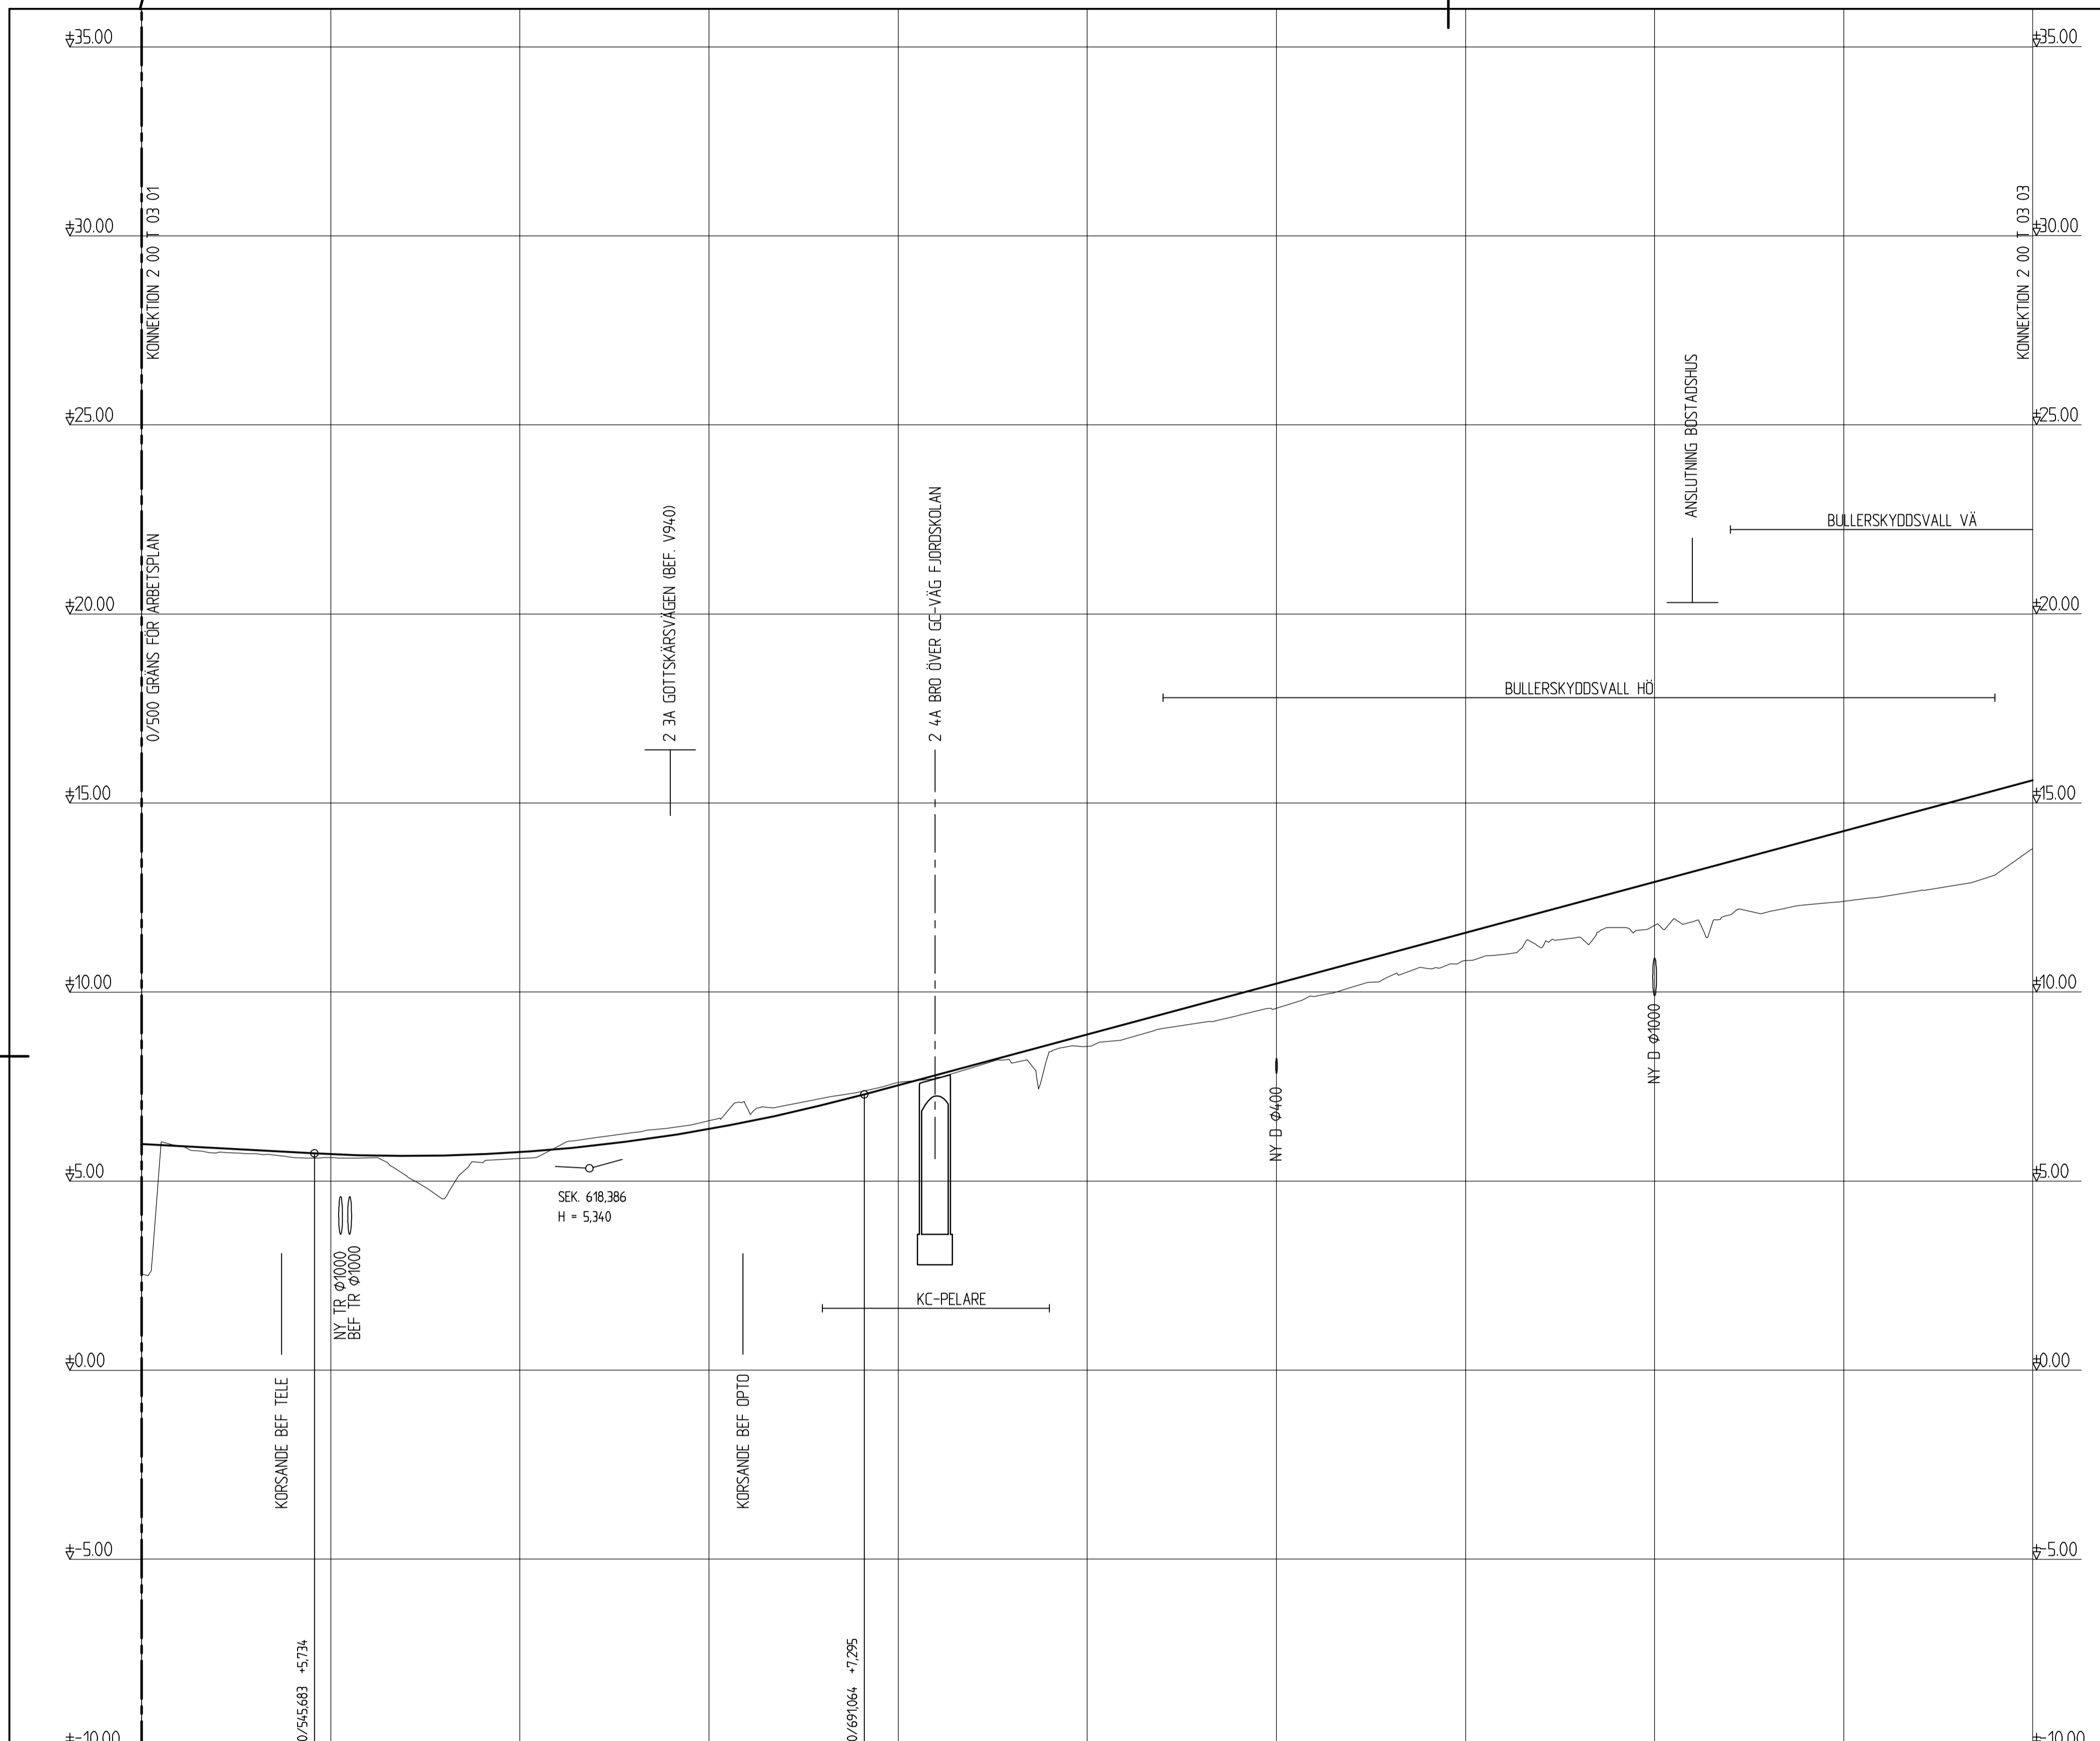 ±35.00
±35.00
±30.00
±30.00
KONNEKTION 2 00 T 03 01
KONNEKTION 2 00 T 03 03
±25.00
±25.00
ANSLUTNING BOSTADSHUS
BULLERSKYDDSVALL VÄ
±20.00
±20.00
0/500 GRÄNS FÖR ARBETSPLAN
2 3A GOTTSKÄRSVÄGEN (BEF. V940)
2 4A BRO ÖVER GC-VÄG FJORDSKOLAN
BULLERSKYDDSVALL HÖ
±15.00
±15.00
±10.00
±10.00
NY D Ø1000
NY D Ø400
±5.00
±5.00
SEK. 618,386
H = 5,340
NY TR Ø1000
BEF TR Ø1000
KC-PELARE
±0.00
±0.00
KORSANDE BEF TELE
KORSANDE BEF OPTO
±-5.00
±-5.00
0/545,683 +5,734
0/691,064 +7,295
±-10.00
±-10.00